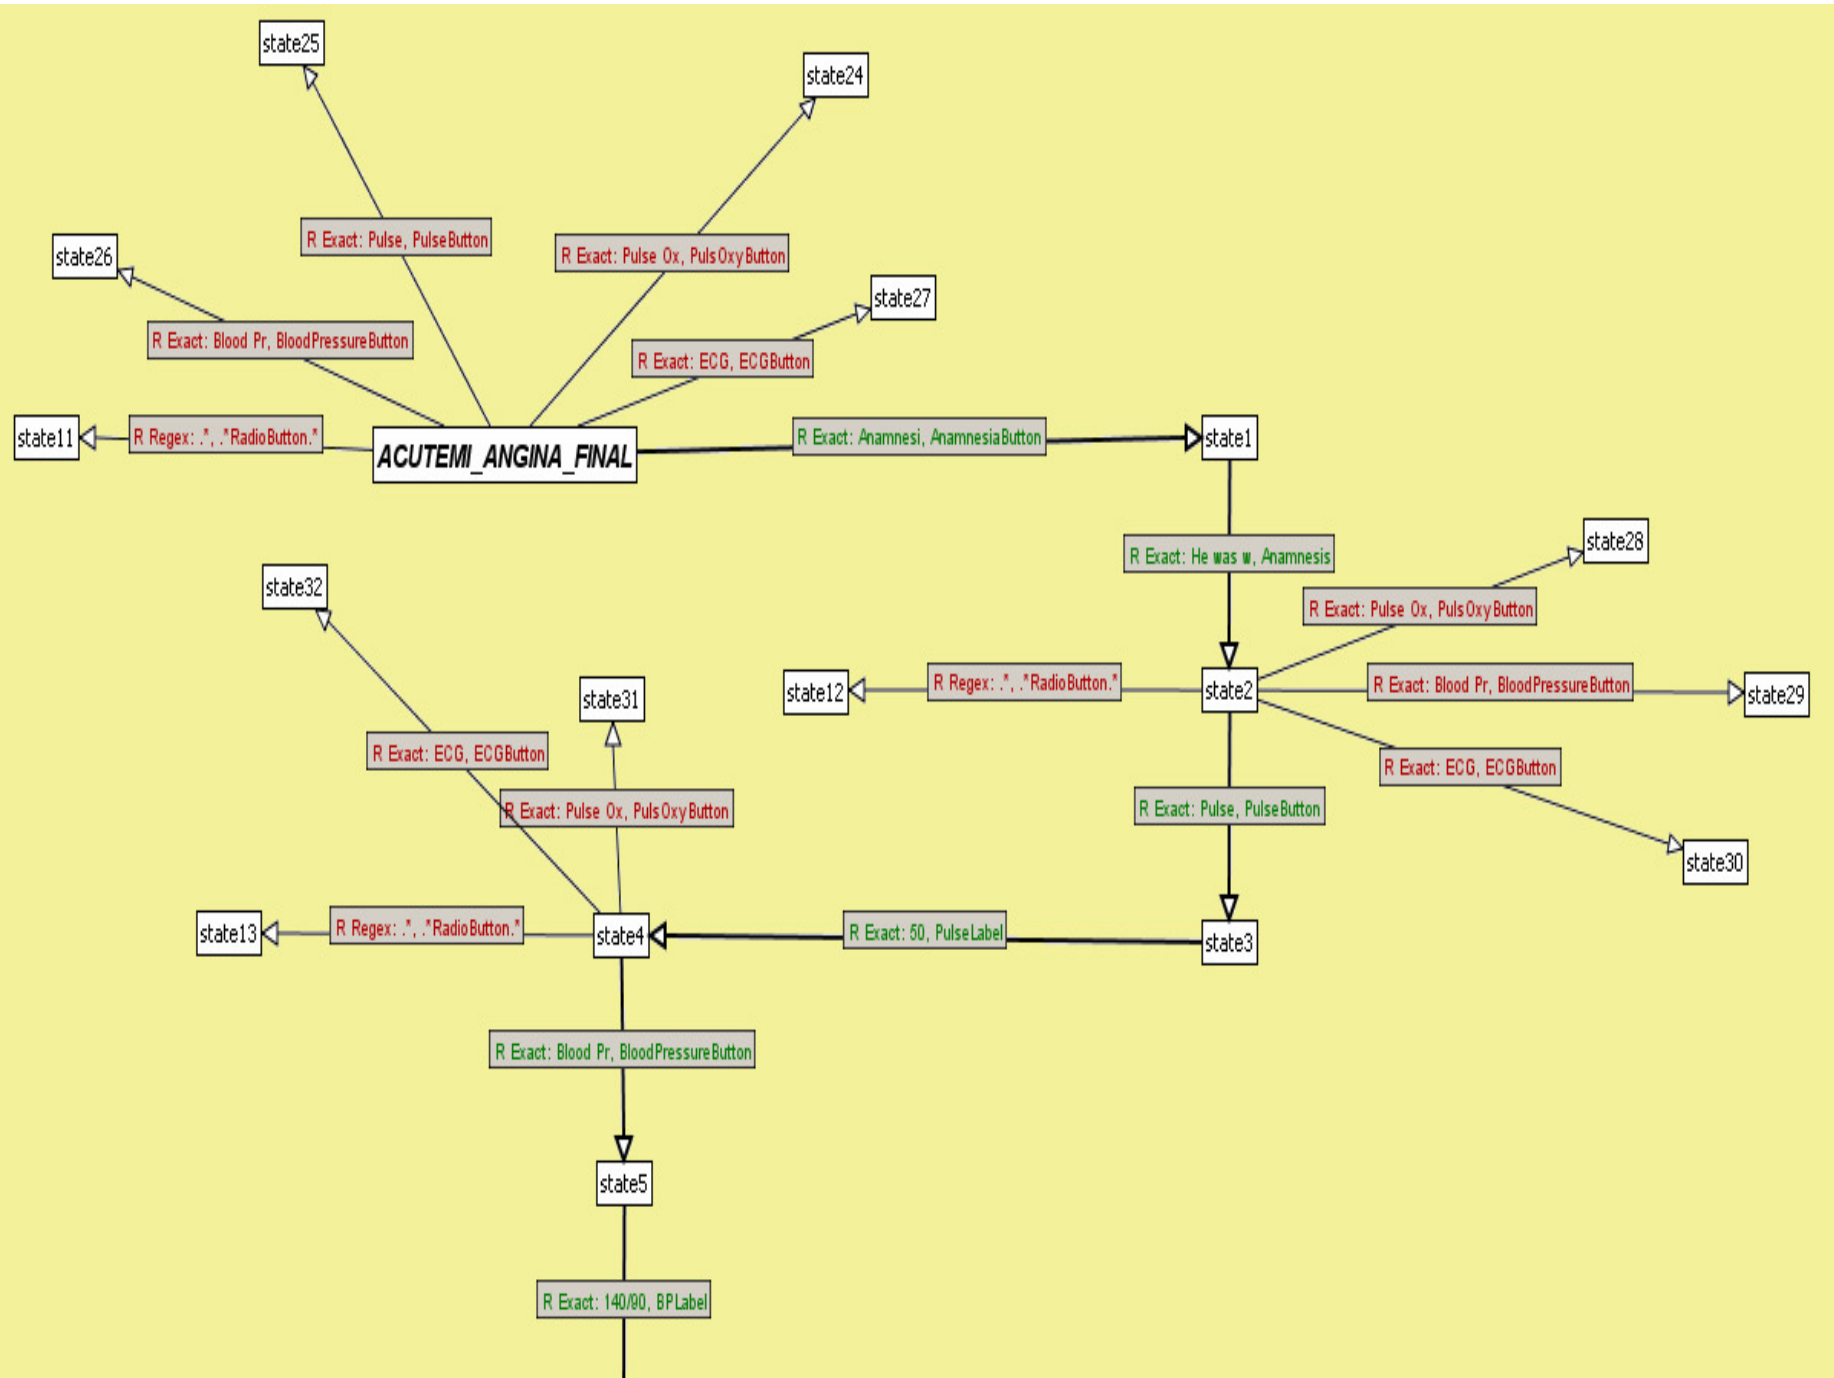 state25
state24
R Exact: Pulse, PulseButton
R Exact: Pulse Ox, PulsOxyButton
state26
state27
R Exact: Blood Pr, BloodPressureButton
R Exact: ECG, ECGButton
state11
R Regex: .*, .*RadioButton.*
ACUTEMI_ANGINA_FINAL
R Exact: Anamnesi, AnamnesiaButton
state1
R Exact: He was w, Anamnesis
state28
state32
R Exact: Pulse Ox, PulsOxyButton
state31
state12
R Regex: .*, .*RadioButton.*
state2
R Exact: Blood Pr, BloodPressureButton
state29
R Exact: ECG, ECGButton
R Exact: ECG, ECGButton
R Exact: Pulse Ox, PulsOxyButton
R Exact: Pulse, PulseButton
state30
state13
R Regex: .*, .*RadioButton.*
state4
R Exact: 50, PulseLabel
state3
R Exact: Blood Pr, BloodPressureButton
state5
R Exact: 140/90, BPLabel